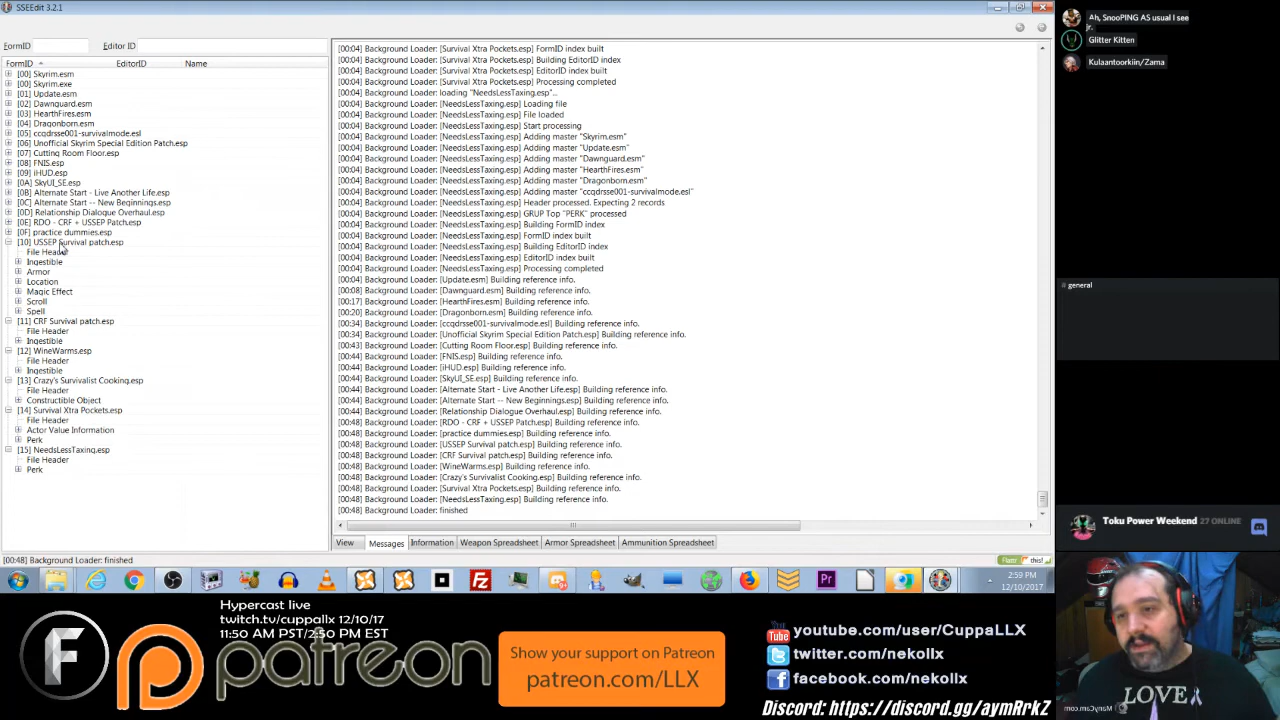 SSEEdit 3.2.1
FormID
Editor ID
FormID EditorID Name
[00] Skyrim.esm
[00] Skyrim.exe
[01] Update.esm
[02] Dawnguard.esm
[03] HearthFires.esm
[04] Dragonborn.esm
[05] ccqdrsse001-survivalmode.esl
[06] Unofficial Skyrim Special Edition Patch.esp
[07] Cutting Room Floor.esp
[08] FNIS.esp
[09] iHUD.esp
[0A] SkyUI_SE.esp
[0B] Alternate Start - Live Another Life.esp
[0C] Alternate Start -- New Beginnings.esp
[0D] Relationship Dialogue Overhaul.esp
[0E] RDO - CRF + USSEP Patch.esp
[0F] practice dummies.esp
[10] USSEP Survival patch.esp
File Header
Ingestible
Armor
Location
Magic Effect
Scroll
Spell
[11] CRF Survival patch.esp
File Header
Ingestible
[12] WineWarms.esp
File Header
Ingestible
[13] Crazy's Survivalist Cooking.esp
File Header
Constructible Object
[14] Survival Xtra Pockets.esp
File Header
Actor Value Information
Perk
[15] NeedsLessTaxing.esp
File Header
Perk
[00:04] Background Loader: [Survival Xtra Pockets.esp] FormID index built
[00:04] Background Loader: [Survival Xtra Pockets.esp] Building EditorID index
[00:04] Background Loader: [Survival Xtra Pockets.esp] EditorID index built
[00:04] Background Loader: [Survival Xtra Pockets.esp] Processing completed
[00:04] Background Loader: loading "NeedsLessTaxing.esp"...
[00:04] Background Loader: [NeedsLessTaxing.esp] Loading file
[00:04] Background Loader: [NeedsLessTaxing.esp] File loaded
[00:04] Background Loader: [NeedsLessTaxing.esp] Start processing
[00:04] Background Loader: [NeedsLessTaxing.esp] Adding master "Skyrim.esm"
[00:04] Background Loader: [NeedsLessTaxing.esp] Adding master "Update.esm"
[00:04] Background Loader: [NeedsLessTaxing.esp] Adding master "Dawnguard.esm"
[00:04] Background Loader: [NeedsLessTaxing.esp] Adding master "HearthFires.esm"
[00:04] Background Loader: [NeedsLessTaxing.esp] Adding master "Dragonborn.esm"
[00:04] Background Loader: [NeedsLessTaxing.esp] Adding master "ccqdrsse001-survivalmode.esl"
[00:04] Background Loader: [NeedsLessTaxing.esp] Header processed. Expecting 2 records
[00:04] Background Loader: [NeedsLessTaxing.esp] GRUP Top "PERK" processed
[00:04] Background Loader: [NeedsLessTaxing.esp] Building FormID index
[00:04] Background Loader: [NeedsLessTaxing.esp] FormID index built
[00:04] Background Loader: [NeedsLessTaxing.esp] Building EditorID index
[00:04] Background Loader: [NeedsLessTaxing.esp] EditorID index built
[00:04] Background Loader: [NeedsLessTaxing.esp] Processing completed
[00:04] Background Loader: [Update.esm] Building reference info.
[00:08] Background Loader: [Dawnguard.esm] Building reference info.
[00:17] Background Loader: [HearthFires.esm] Building reference info.
[00:20] Background Loader: [Dragonborn.esm] Building reference info.
[00:34] Background Loader: [ccqdrsse001-survivalmode.esl] Building reference info.
[00:34] Background Loader: [Unofficial Skyrim Special Edition Patch.esp] Building reference info.
[00:43] Background Loader: [Cutting Room Floor.esp] Building reference info.
[00:44] Background Loader: [FNIS.esp] Building reference info.
[00:44] Background Loader: [iHUD.esp] Building reference info.
[00:44] Background Loader: [SkyUI_SE.esp] Building reference info.
[00:44] Background Loader: [Alternate Start - Live Another Life.esp] Building reference info.
[00:44] Background Loader: [Alternate Start -- New Beginnings.esp] Building reference info.
[00:44] Background Loader: [Relationship Dialogue Overhaul.esp] Building reference info.
[00:48] Background Loader: [RDO - CRF + USSEP Patch.esp] Building reference info.
[00:48] Background Loader: [practice dummies.esp] Building reference info.
[00:48] Background Loader: [USSEP Survival patch.esp] Building reference info.
[00:48] Background Loader: [CRF Survival patch.esp] Building reference info.
[00:48] Background Loader: [WineWarms.esp] Building reference info.
[00:48] Background Loader: [Crazy's Survivalist Cooking.esp] Building reference info.
[00:48] Background Loader: [Survival Xtra Pockets.esp] Building reference info.
[00:48] Background Loader: [NeedsLessTaxing.esp] Building reference info.
[00:48] Background Loader: finished
View Messages Information Weapon Spreadsheet Armor Spreadsheet Ammunition Spreadsheet
[00:48] Background Loader: finished
Flattr this!
2:59 PM
12/10/2017
Ah, SnooPING AS usual I see
jr.
Glitter Kitten
Kulaantoorkiin/Zama
# general
Toku Power Weekend 27 ONLINE
Hypercast live
twitch.tv/cuppallx 12/10/17
11:50 AM PST/2:50 PM EST
patreon
Show your support on Patreon
patreon.com/LLX
You Tube
youtube.com/user/CuppaLLX
twitter.com/nekollx
facebook.com/nekollx
Discord: https://discord.gg/aymRrkZ
LOVE
ManyCam.com